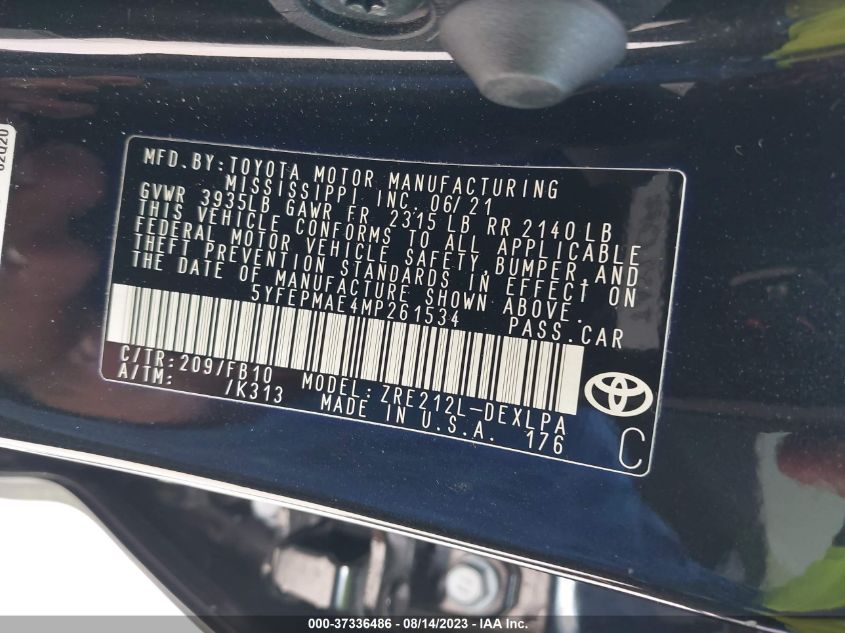 MFD. BY: TOYOTA MOTOR MANUFACTURING
MISSISSIPPI INC. 06/21
GVWR 3935LB GAWR FR 2315 LB RR 2140 LB
THIS VEHICLE CONFORMS TO ALL APPLICABLE
FEDERAL MOTOR VEHICLE SAFETY, BUMPER, AND
THEFT PREVENTION STANDARDS IN EFFECT ON
THE DATE OF MANUFACTURE SHOWN ABOVE.
5YFEPMAE4MP261534 PASS.CAR
C/TR: 209/FB10 MODEL: ZRE212L-DEXLPA
A/TM: /K313 MADE IN U.S.A. 176
C
000-37336486 - 08/14/2023 - IAA Inc.